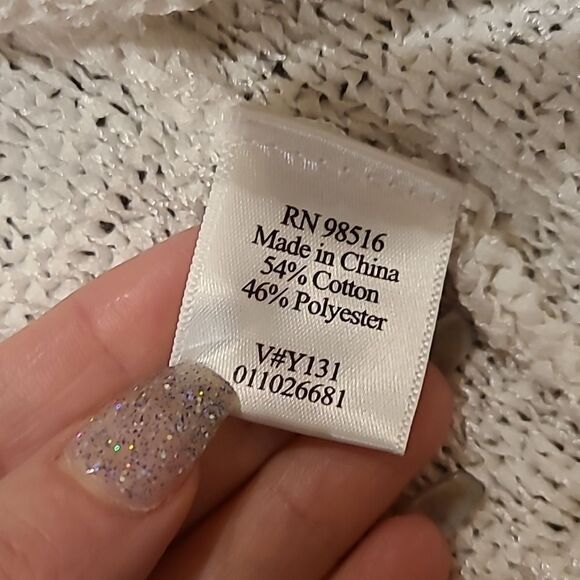 RN 98516
Made in China
54% Cotton
46% Polyester
V#Y131
011026681